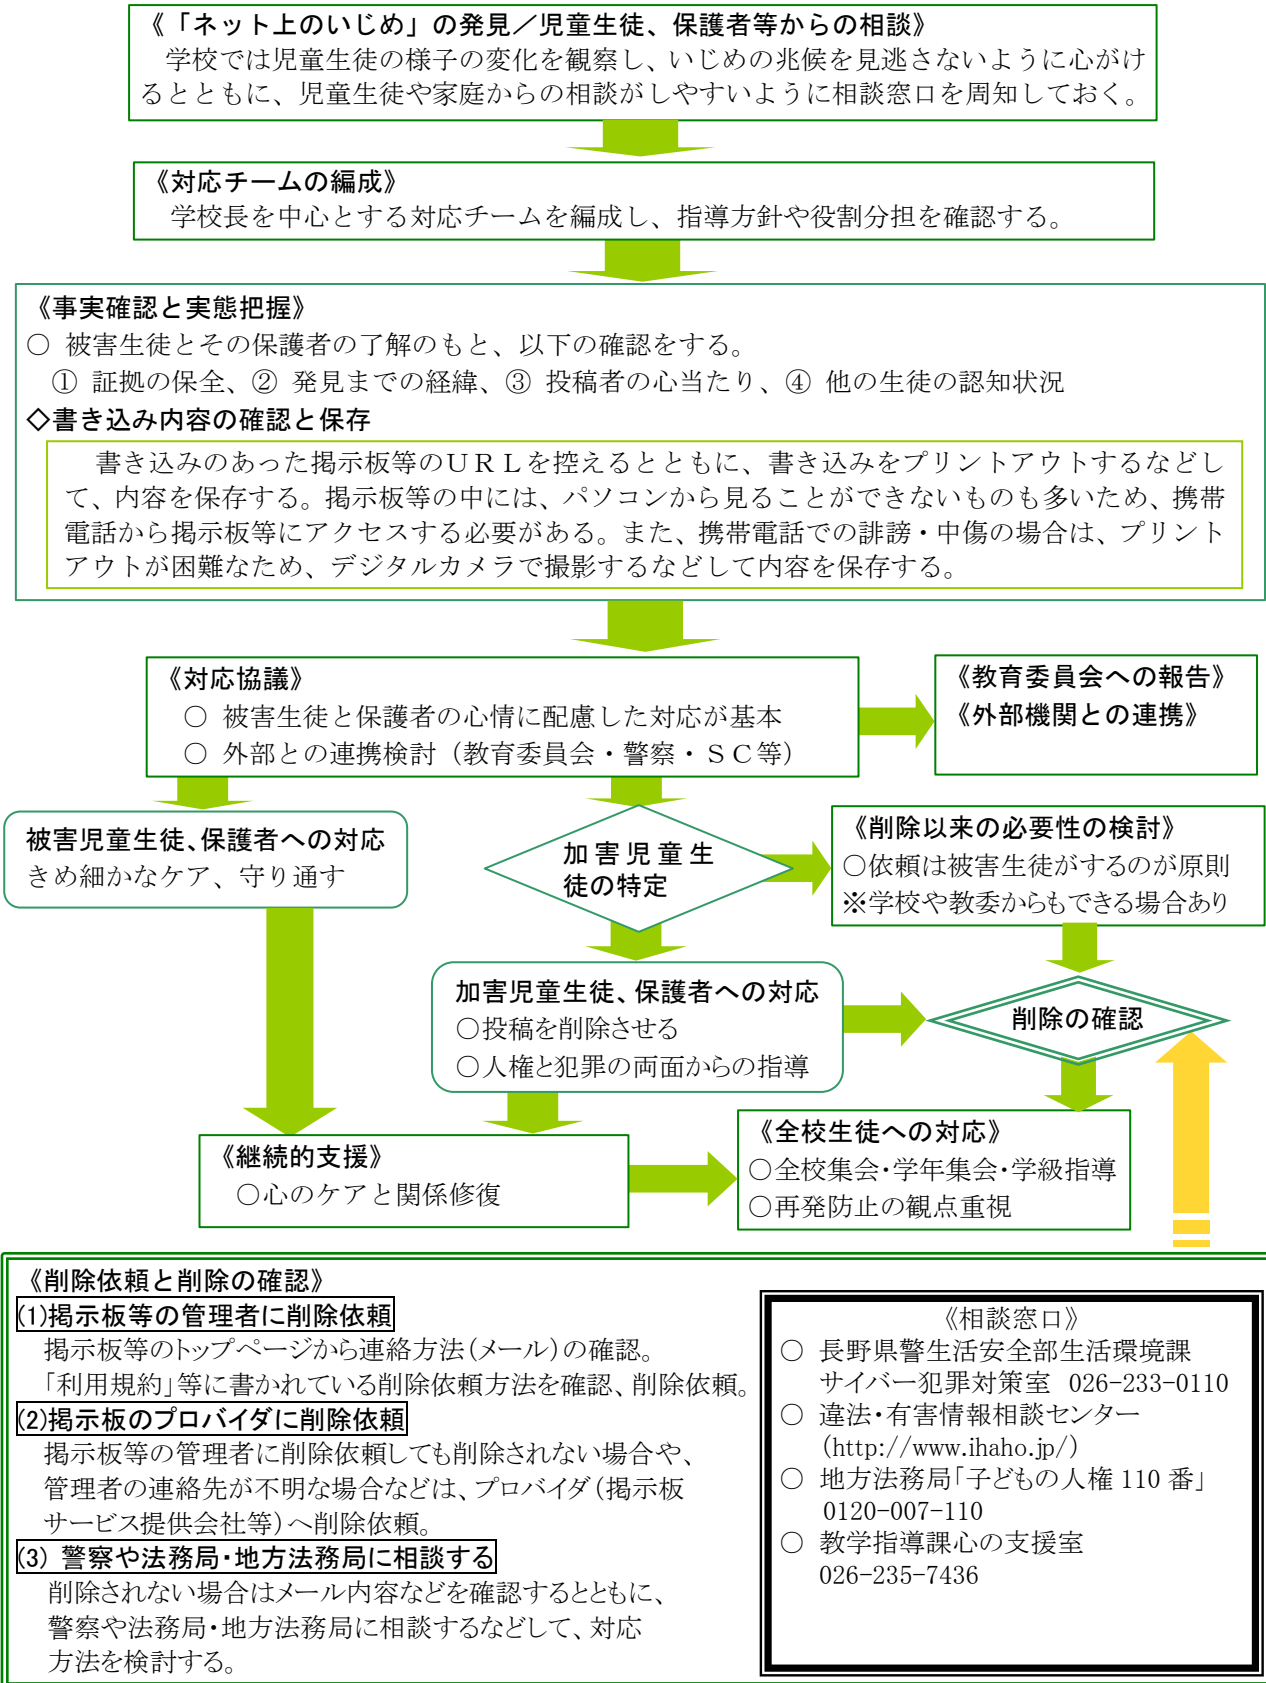 《「ネット上のいじめ」の発見／児童生徒、保護者等からの相談》
学校では児童生徒の様子の変化を観察し、いじめの兆候を見逃さないように心がけ
るとともに、児童生徒や家庭からの相談がしやすいように相談窓口を周知しておく。
《対応チームの編成》
学校長を中心とする対応チームを編成し、指導方針や役割分担を確認する。
《事実確認と実態把握》
○ 被害生徒とその保護者の了解のもと、以下の確認をする。
① 証拠の保全、② 発見までの経緯、③ 投稿者の心当たり、④ 他の生徒の認知状況
◇書き込み内容の確認と保存
書き込みのあった掲示板等のＵＲＬを控えるとともに、書き込みをプリントアウトするなどし
て、内容を保存する。掲示板等の中には、パソコンから見ることができないものも多いため、携帯
電話から掲示板等にアクセスする必要がある。また、携帯電話での誹謗・中傷の場合は、プリント
アウトが困難なため、デジタルカメラで撮影するなどして内容を保存する。
《対応協議》
○ 被害生徒と保護者の心情に配慮した対応が基本
○ 外部との連携検討（教育委員会・警察・ＳＣ等）
《教育委員会への報告》
《外部機関との連携》
被害児童生徒、保護者への対応
きめ細かなケア、守り通す
加害児童生
徒の特定
《削除以来の必要性の検討》
○依頼は被害生徒がするのが原則
※学校や教委からもできる場合あり
加害児童生徒、保護者への対応
○投稿を削除させる
○人権と犯罪の両面からの指導
削除の確認
《継続的支援》
○心のケアと関係修復
《全校生徒への対応》
○全校集会・学年集会・学級指導
○再発防止の観点重視
《削除依頼と削除の確認》
(1)掲示板等の管理者に削除依頼
掲示板等のトップページから連絡方法（メール）の確認。
「利用規約」等に書かれている削除依頼方法を確認、削除依頼。
(2)掲示板のプロバイダに削除依頼
掲示板等の管理者に削除依頼しても削除されない場合や、
管理者の連絡先が不明な場合などは、プロバイダ（掲示板
サービス提供会社等）へ削除依頼。
(3) 警察や法務局・地方法務局に相談する
削除されない場合はメール内容などを確認するとともに、
警察や法務局・地方法務局に相談するなどして、対応
方法を検討する。
《相談窓口》
○ 長野県警生活安全部生活環境課
サイバー犯罪対策室 026-233-0110
○ 違法・有害情報相談センター
(http://www.ihaho.jp/)
○ 地方法務局「子どもの人権 110 番」
0120-007-110
○ 教学指導課心の支援室
026-235-7436